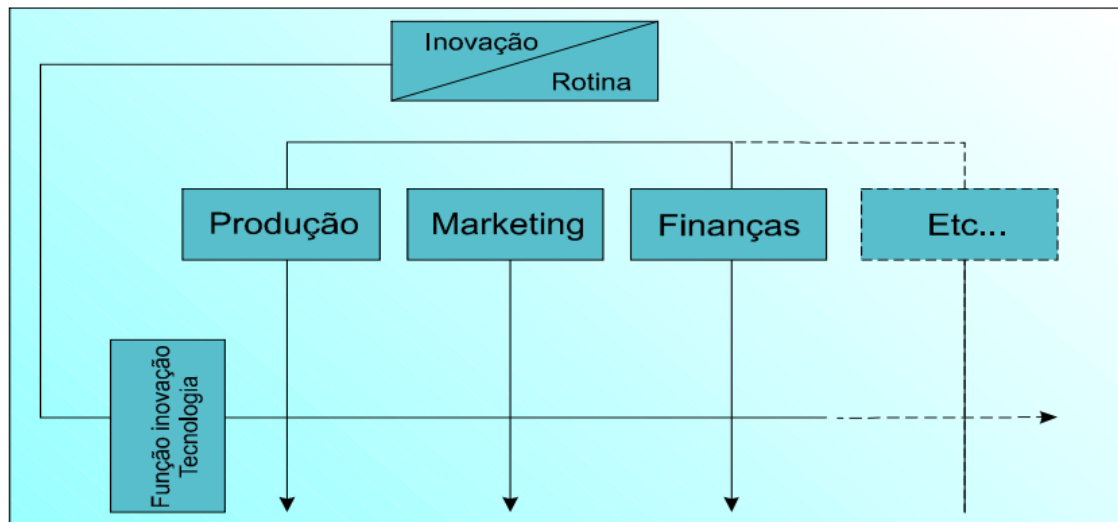 Inovação
Rotina
Produção
Marketing
Finanças
Etc...
Função inovação
Tecnologia